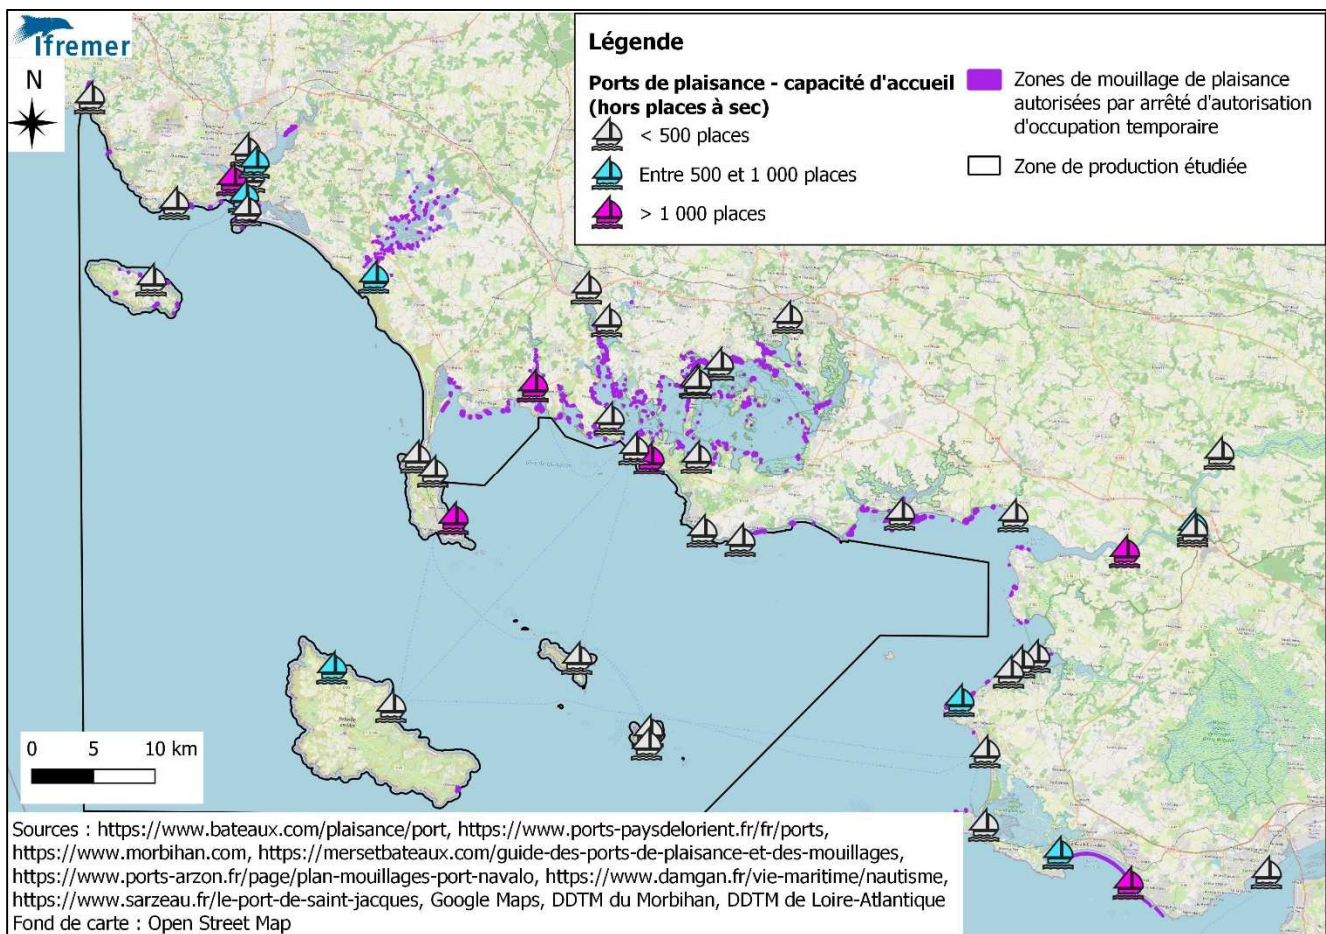 Ifremer
N
Légende
Ports de plaisance - capacité d'accueil
(hors places à sec)
< 500 places
Entre 500 et 1 000 places
> 1 000 places
Zones de mouillage de plaisance
autorisées par arrêté d'autorisation
d'occupation temporaire
Zone de production étudiée
0 5 10 km
Sources : https://www.bateaux.com/plaisance/port, https://www.ports-paysdelorient.fr/fr/ports,
https://www.morbihan.com, https://mersetbateaux.com/guide-des-ports-de-plaisance-et-des-mouillages,
https://www.ports-arzon.fr/page/plan-mouillages-port-navalo, https://www.damgan.fr/vie-maritime/nautisme,
https://www.sarzeau.fr/le-port-de-saint-jacques, Google Maps, DDTM du Morbihan, DDTM de Loire-Atlantique
Fond de carte : Open Street Map